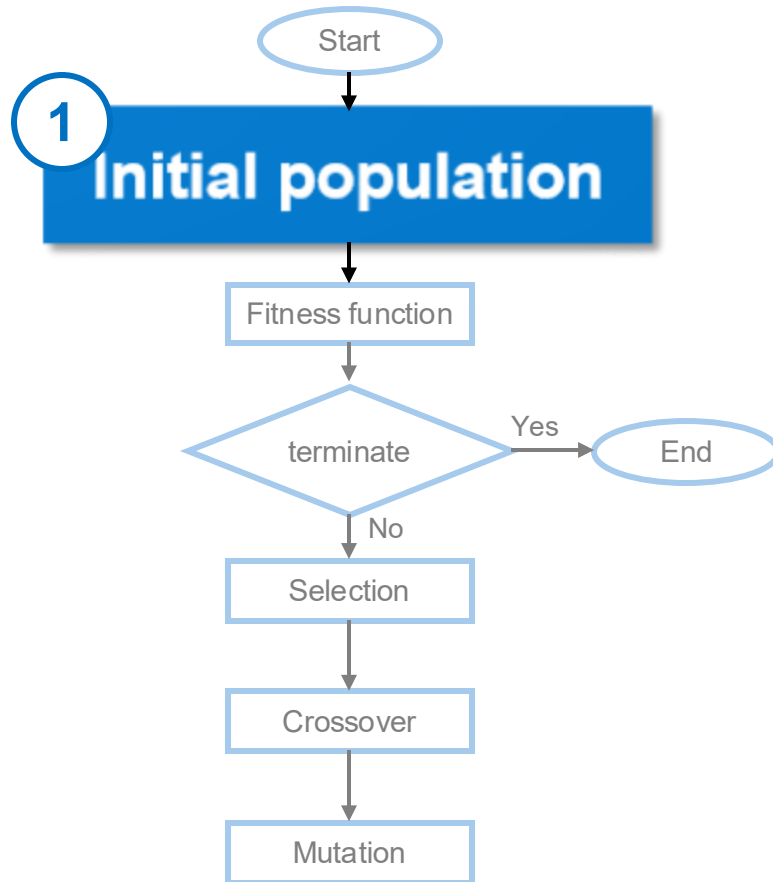 Start
1
Initial population
Fitness function
terminate
Yes
End
No
Selection
Crossover
Mutation